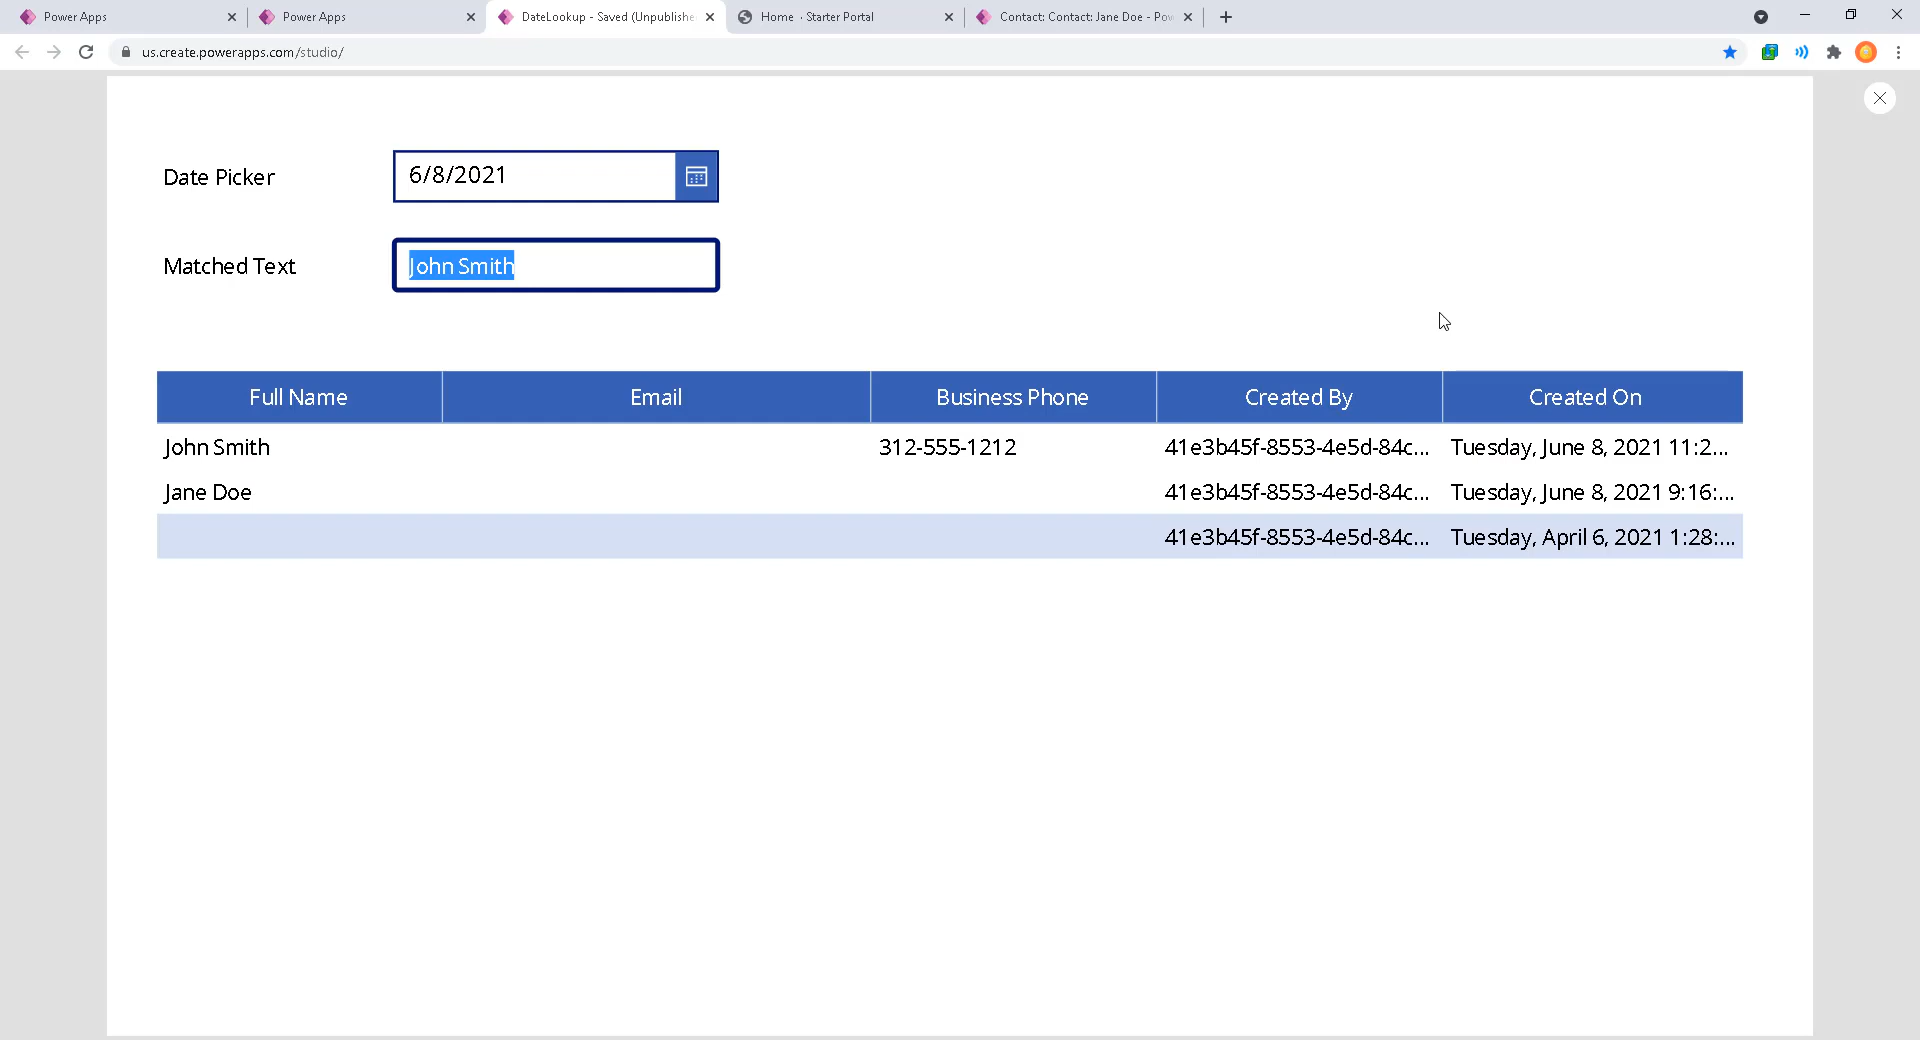 Power Apps
Power Apps
DateLookup - Saved (Unpublishe
Home · Starter Portal
Contact: Contact: Jane Doe - Pow
us.create.powerapps.com/studio/
Date Picker
6/8/2021
Matched Text
John Smith
Full Name Email Business Phone Created By Created On
John Smith 312-555-1212 41e3b45f-8553-4e5d-84c... Tuesday, June 8, 2021 11:2...
Jane Doe 41e3b45f-8553-4e5d-84c... Tuesday, June 8, 2021 9:16:...
41e3b45f-8553-4e5d-84c... Tuesday, April 6, 2021 1:28:...